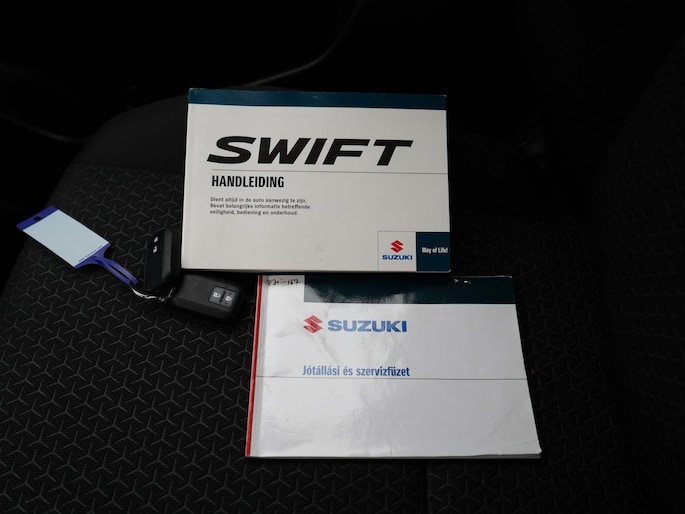 SWIFT
HANDLEIDING
Dient altijd in de auto aanwezig te zijn.
Bevat belangrijke informatie betreffende
veiligheid, bediening en onderhoud.
SUZUKI
Way of Life!
SUZUKI
Jótállási és szervizfüzet